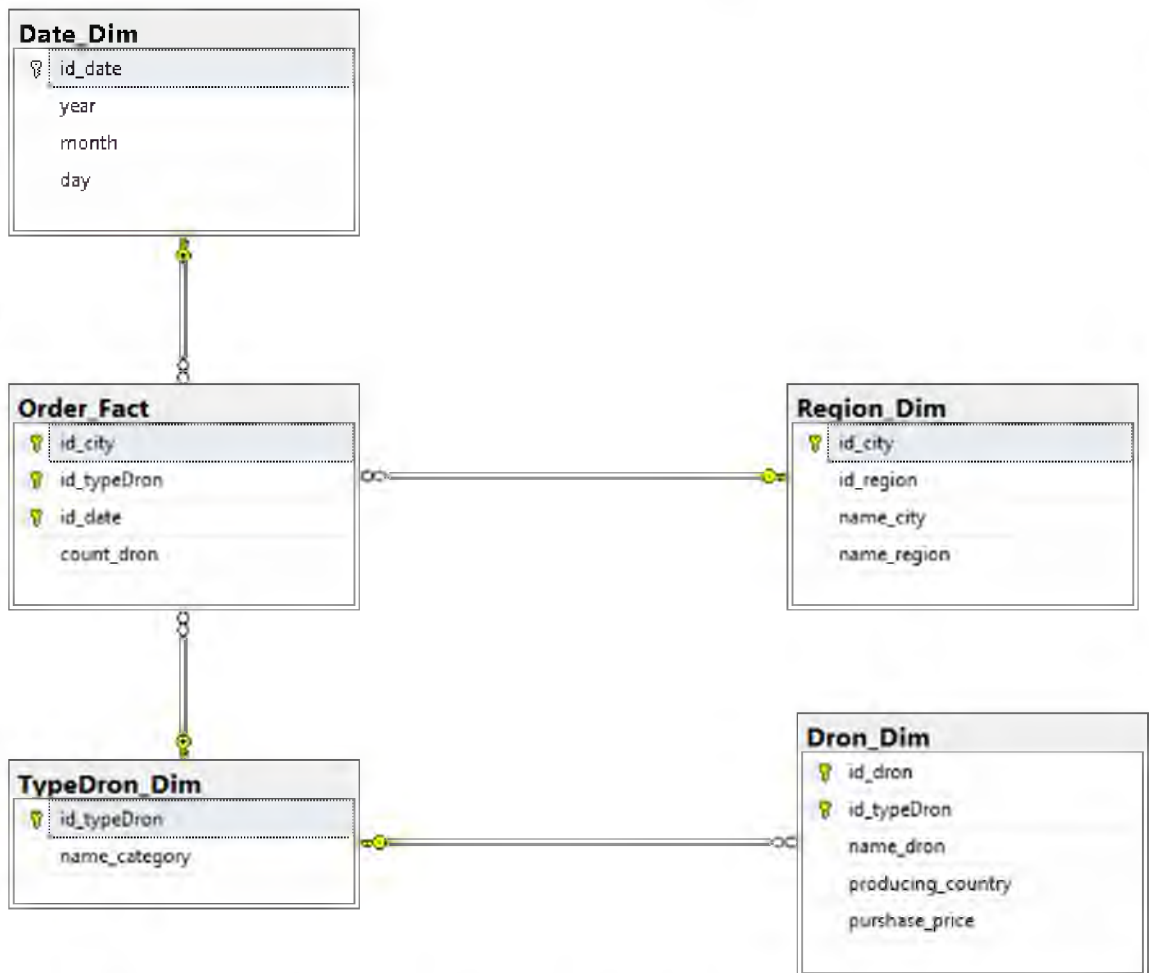 Date_Dim
id_date
year
month
day
Order_Fact
id_city
id_typeDron
id_date
count_dron
Region_Dim
id_city
id_region
name_city
name_region
TypeDron_Dim
id_typeDron
name_category
Dron_Dim
id_dron
id_typeDron
name_dron
producing_country
purshase_price